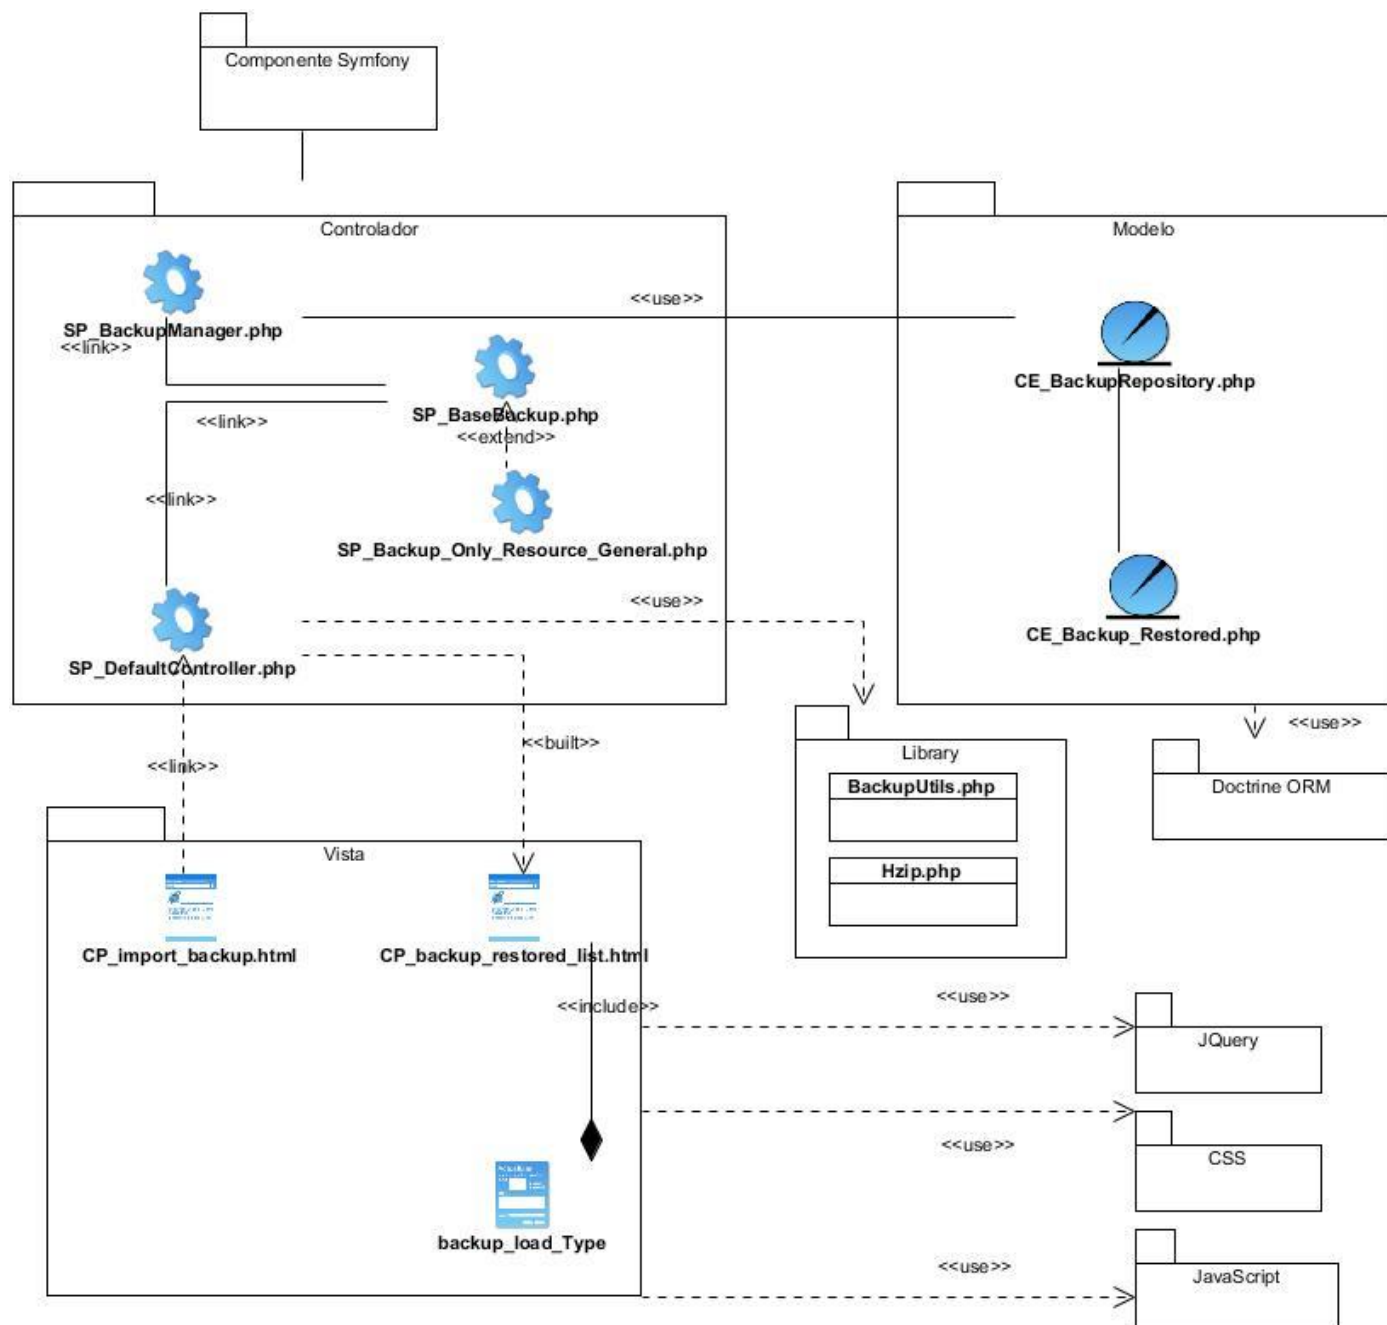 Componente Symfony
Controlador
Modelo
<<use>>
SP_BackupManager.php
<<link>>
CE_BackupRepository.php
SP_BaseBackup.php
<<link>>
<<extend>>
<<link>>
SP_Backup_Only_Resource_General.php
<<use>>
CE_Backup_Restored.php
SP_DefaultController.php
<<use>>
<<built>>
Library
<<link>>
BackupUtils.php
Doctrine ORM
Vista
Hzip.php
CP_import_backup.html
CP_backup_restored_list.html
<<include>>
<<use>>
JQuery
<<use>>
CSS
backup_load_Type
<<use>>
JavaScript